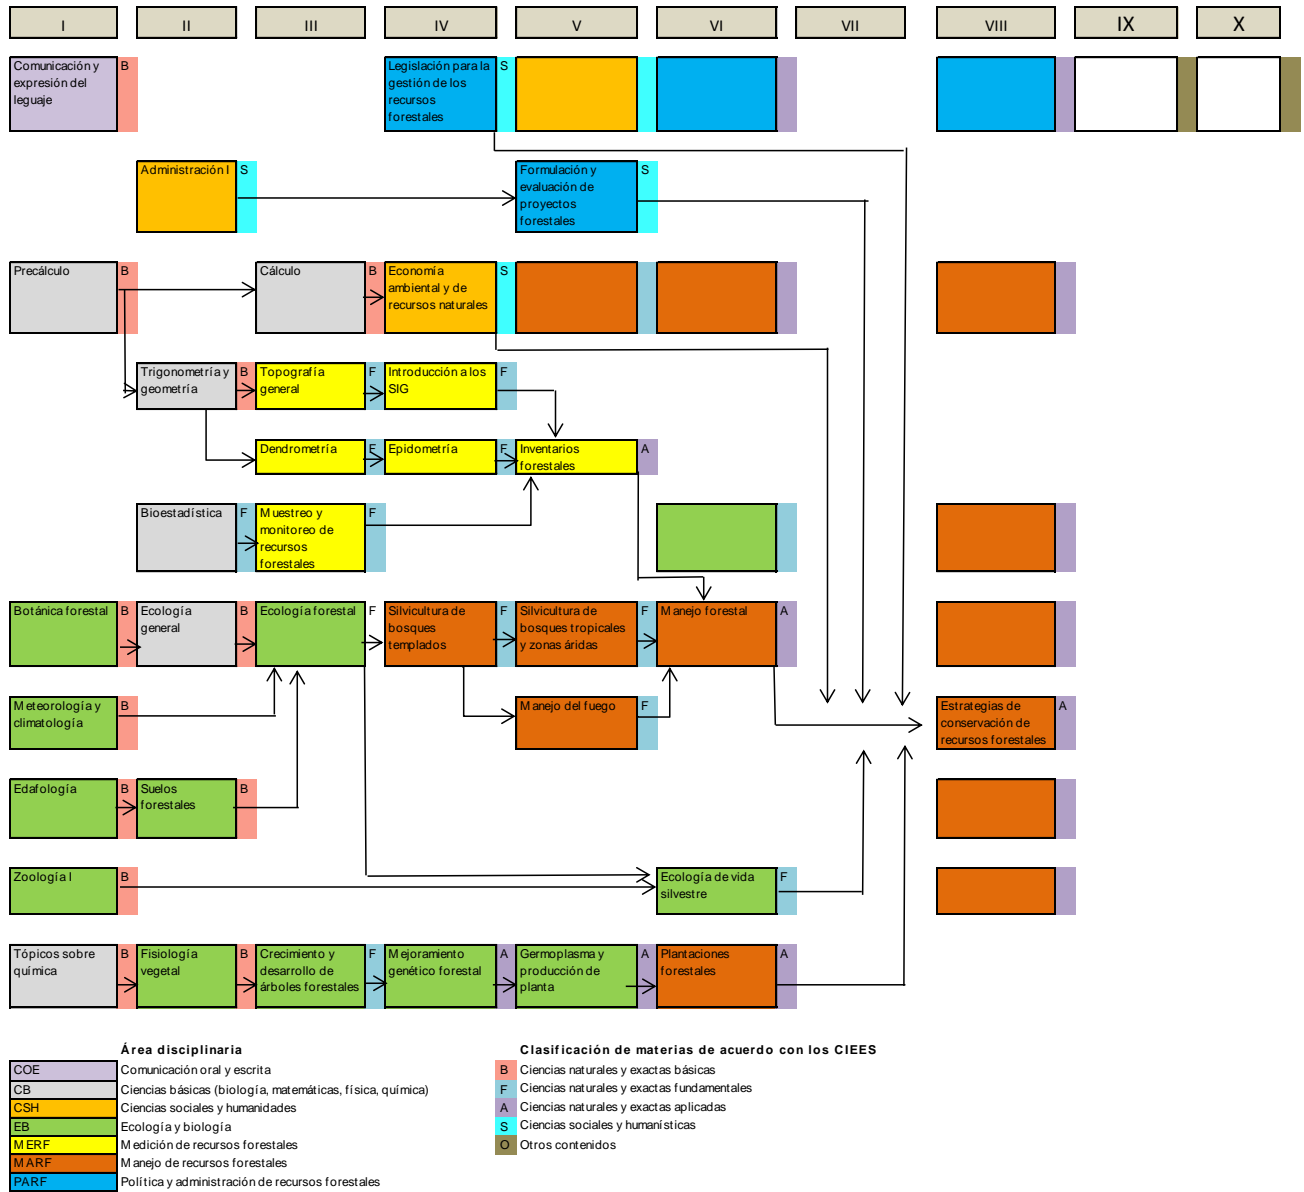 I II III IV V VI VII VIII IX X
Comunicación y
expresión del
leguaje
B
Legislación para la
gestión de los
recursos
forestales
S
Administración I
S
Formulación y
evaluación de
proyectos
forestales
S
Precálculo
B
Cálculo
B
Economía
ambiental y de
recursos naturales
S
Trigonometría y
geometría
B
Topografía
general
F
Introducción a los
SIG
F
Dendrometría
F
Epidometría
F
Inventarios
forestales
A
Bioestadística
F
Muestreo y
monitoreo de
recursos
forestales
F
Botánica forestal
B
Ecología
general
B
Ecología forestal
F
Silvicultura de
bosques
templados
F
Silvicultura de
bosques tropicales
y zonas áridas
F
Manejo forestal
A
Meteorología y
climatología
B
Manejo del fuego
F
Estrategias de
conservación de
recursos forestales
A
Edafología
B
Suelos
forestales
B
Zoología I
B
Ecología de vida
silvestre
F
Tópicos sobre
química
B
Fisiología
vegetal
B
Crecimiento y
desarrollo de
árboles forestales
F
Mejoramiento
genético forestal
A
Germoplasma y
producción de
planta
A
Plantaciones
forestales
A
Área disciplinaria
COE Comunicación oral y escrita
CB Ciencias básicas (biología, matemáticas, física, química)
CSH Ciencias sociales y humanidades
EB Ecología y biología
MERF Medición de recursos forestales
MARF Manejo de recursos forestales
PARF Política y administración de recursos forestales
Clasificación de materias de acuerdo con los CIEES
B Ciencias naturales y exactas básicas
F Ciencias naturales y exactas fundamentales
A Ciencias naturales y exactas aplicadas
S Ciencias sociales y humanísticas
O Otros contenidos